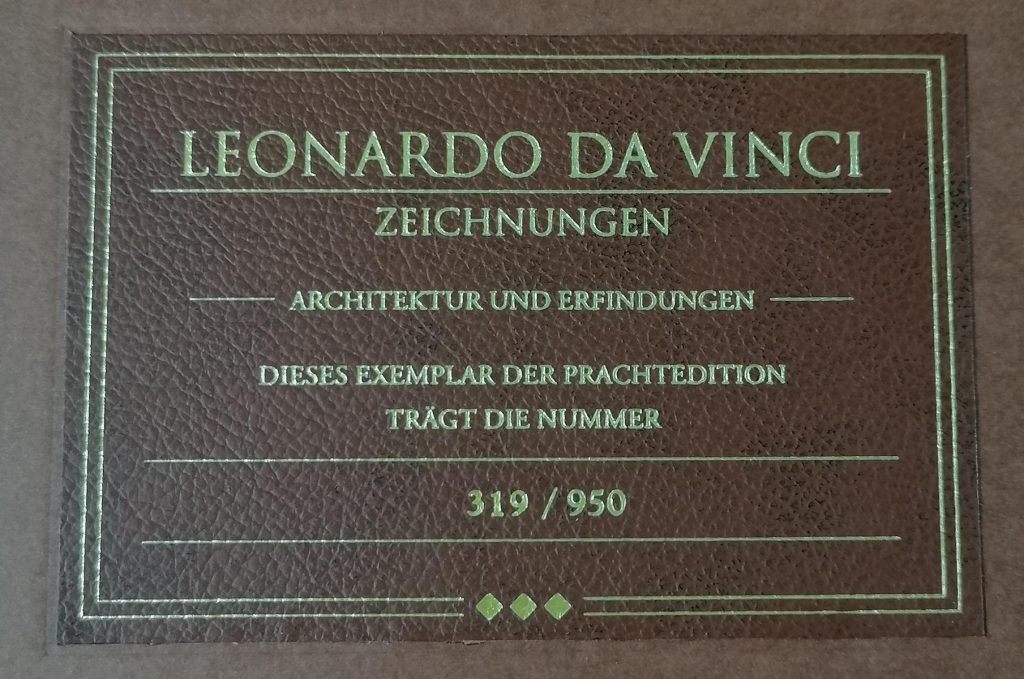 LEONARDO DA VINCI
ZEICHNUNGEN
ARCHITEKTUR UND ERFINDUNGEN
DIESES EXEMPLAR DER PRACHTEDITION
TRÄGT DIE NUMMER
319 / 950